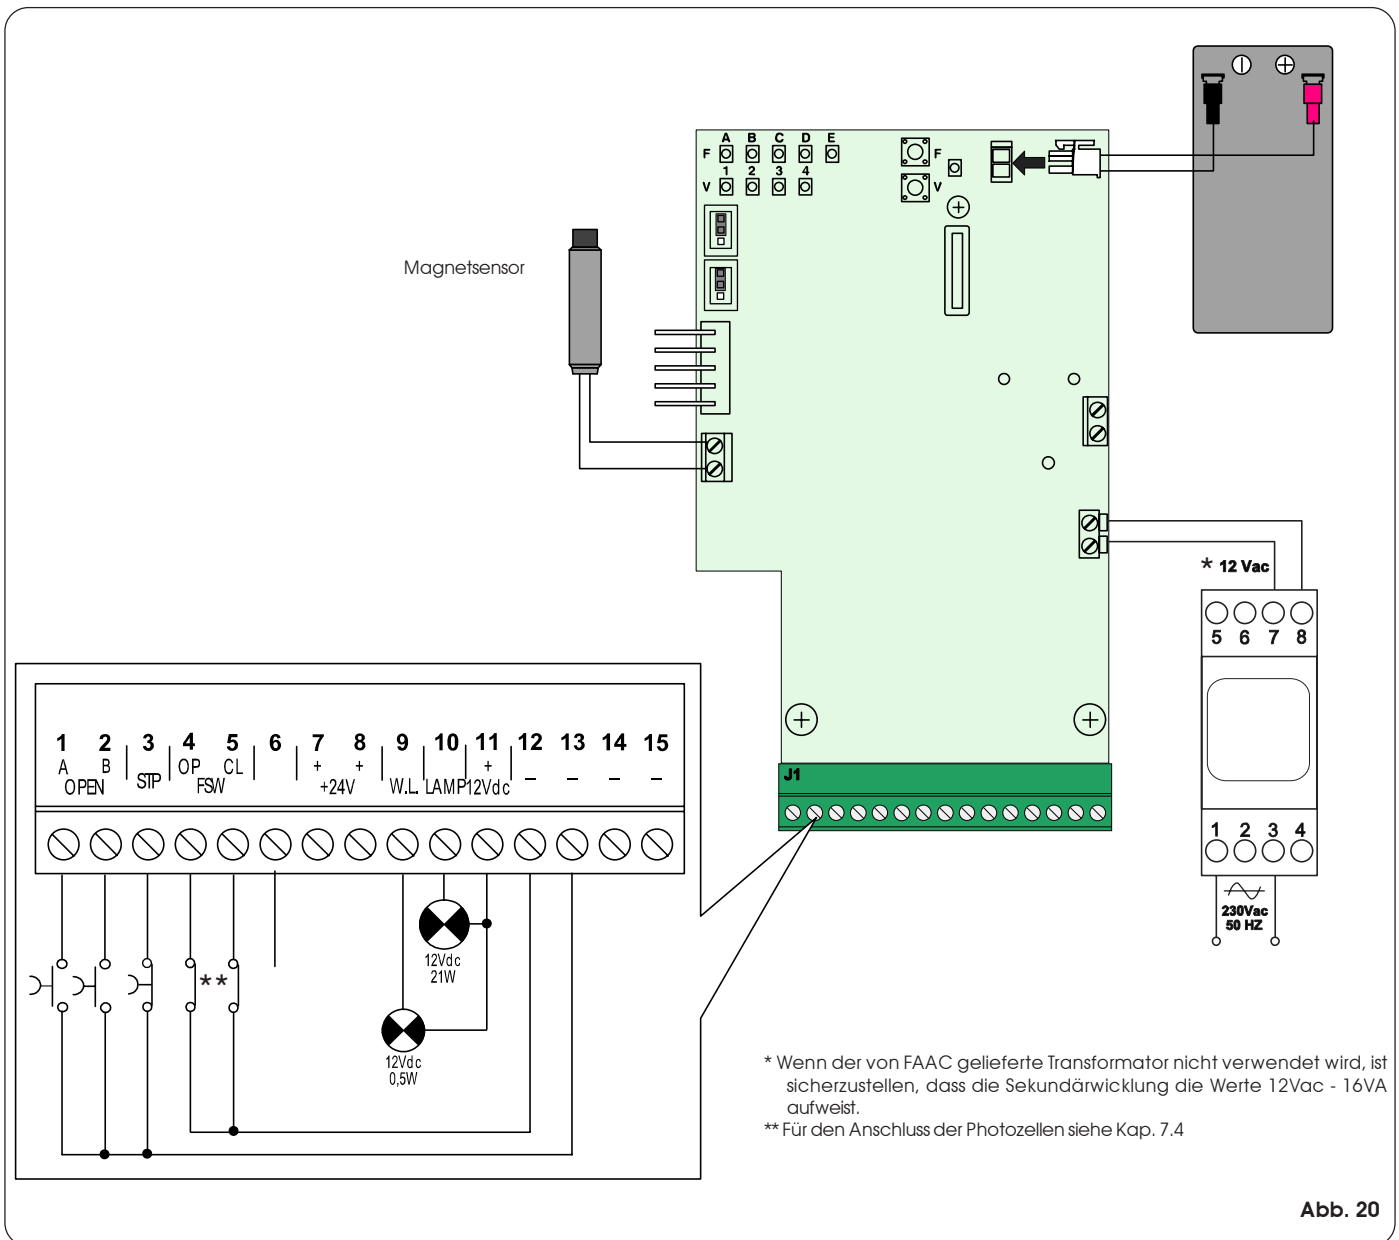 A B C D E
F F
1 2 3 4
V V
Magnetsensor
* 12 Vac
5 6 7 8
J1
1 2 3 4 5 6 7 8 9 10 11 12 13 14 15
A B OP CL + + + – – – –
OPEN STP FSW +24V W.L. LAMP 12Vdc
1 2 3 4
230Vac
50 HZ
**
12Vdc
21W
12Vdc
0,5W
* Wenn der von FAAC gelieferte Transformator nicht verwendet wird, ist
sicherzustellen, dass die Sekundärwicklung die Werte 12Vac - 16VA
aufweist.
** Für den Anschluss der Photozellen siehe Kap. 7.4
Abb. 20